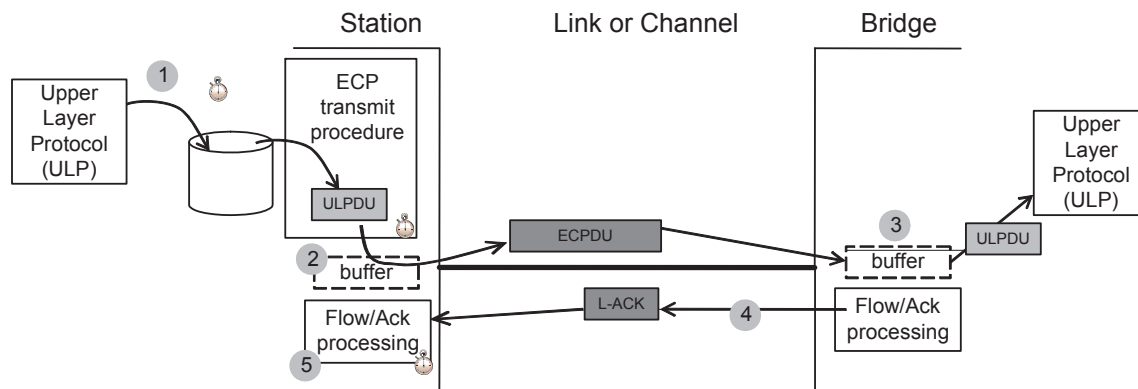 Station
Link or Channel
Bridge
1
Upper
Layer
Protocol
(ULP)
ECP
transmit
procedure
ULPDU
2
buffer
Flow/Ack
processing
5
ECPDU
L-ACK
4
3
buffer
ULPDU
Flow/Ack
processing
Upper
Layer
Protocol
(ULP)